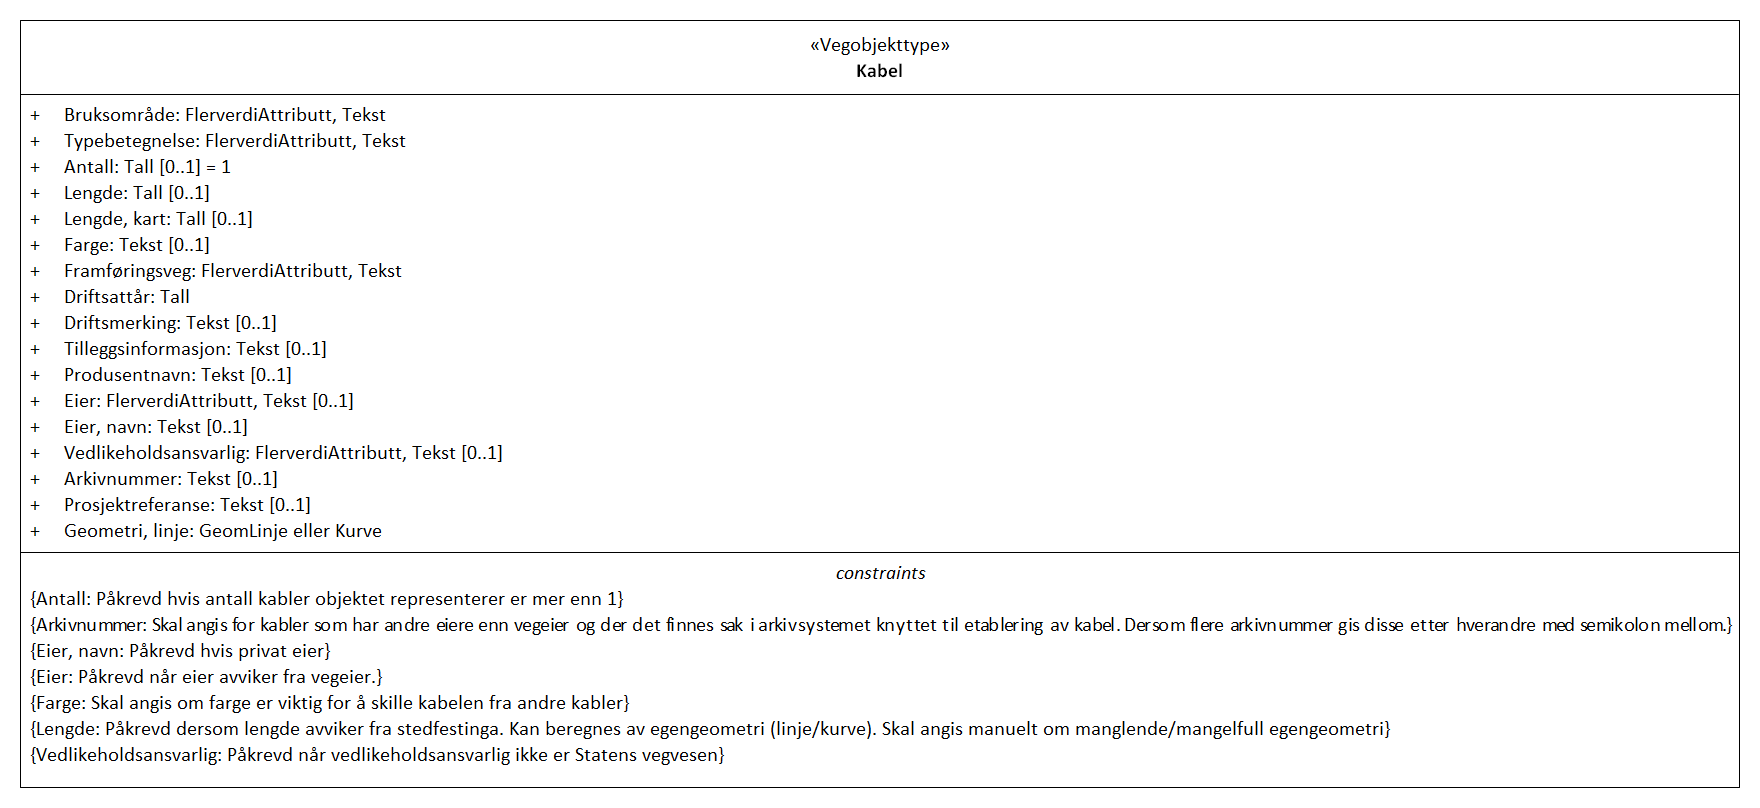 «Vegobjekttype»
Kabel
+ Bruksområde: FlerverdiAttributt, Tekst
+ Typebetegnelse: FlerverdiAttributt, Tekst
+ Antall: Tall [0..1] = 1
+ Lengde: Tall [0..1]
+ Lengde, kart: Tall [0..1]
+ Farge: Tekst [0..1]
+ Framføringsveg: FlerverdiAttributt, Tekst
+ Driftsattår: Tall
+ Driftsmerking: Tekst [0..1]
+ Tilleggsinformasjon: Tekst [0..1]
+ Produsentnavn: Tekst [0..1]
+ Eier: FlerverdiAttributt, Tekst [0..1]
+ Eier, navn: Tekst [0..1]
+ Vedlikeholdsansvarlig: FlerverdiAttributt, Tekst [0..1]
+ Arkivnummer: Tekst [0..1]
+ Prosjektreferanse: Tekst [0..1]
+ Geometri, linje: GeomLinje eller Kurve
constraints
{Antall: Påkrevd hvis antall kabler objektet representerer er mer enn 1}
{Arkivnummer: Skal angis for kabler som har andre eiere enn vegeier og der det finnes sak i arkivsystemet knyttet til etablering av kabel. Dersom flere arkivnummer gis disse etter hverandre med semikolon mellom.}
{Eier, navn: Påkrevd hvis privat eier}
{Eier: Påkrevd når eier avviker fra vegeier.}
{Farge: Skal angis om farge er viktig for å skille kabelen fra andre kabler}
{Lengde: Påkrevd dersom lengde avviker fra stedfestinga. Kan beregnes av egengeometri (linje/kurve). Skal angis manuelt om manglende/mangelfull egengeometri}
{Vedlikeholdsansvarlig: Påkrevd når vedlikeholdsansvarlig ikke er Statens vegvesen}